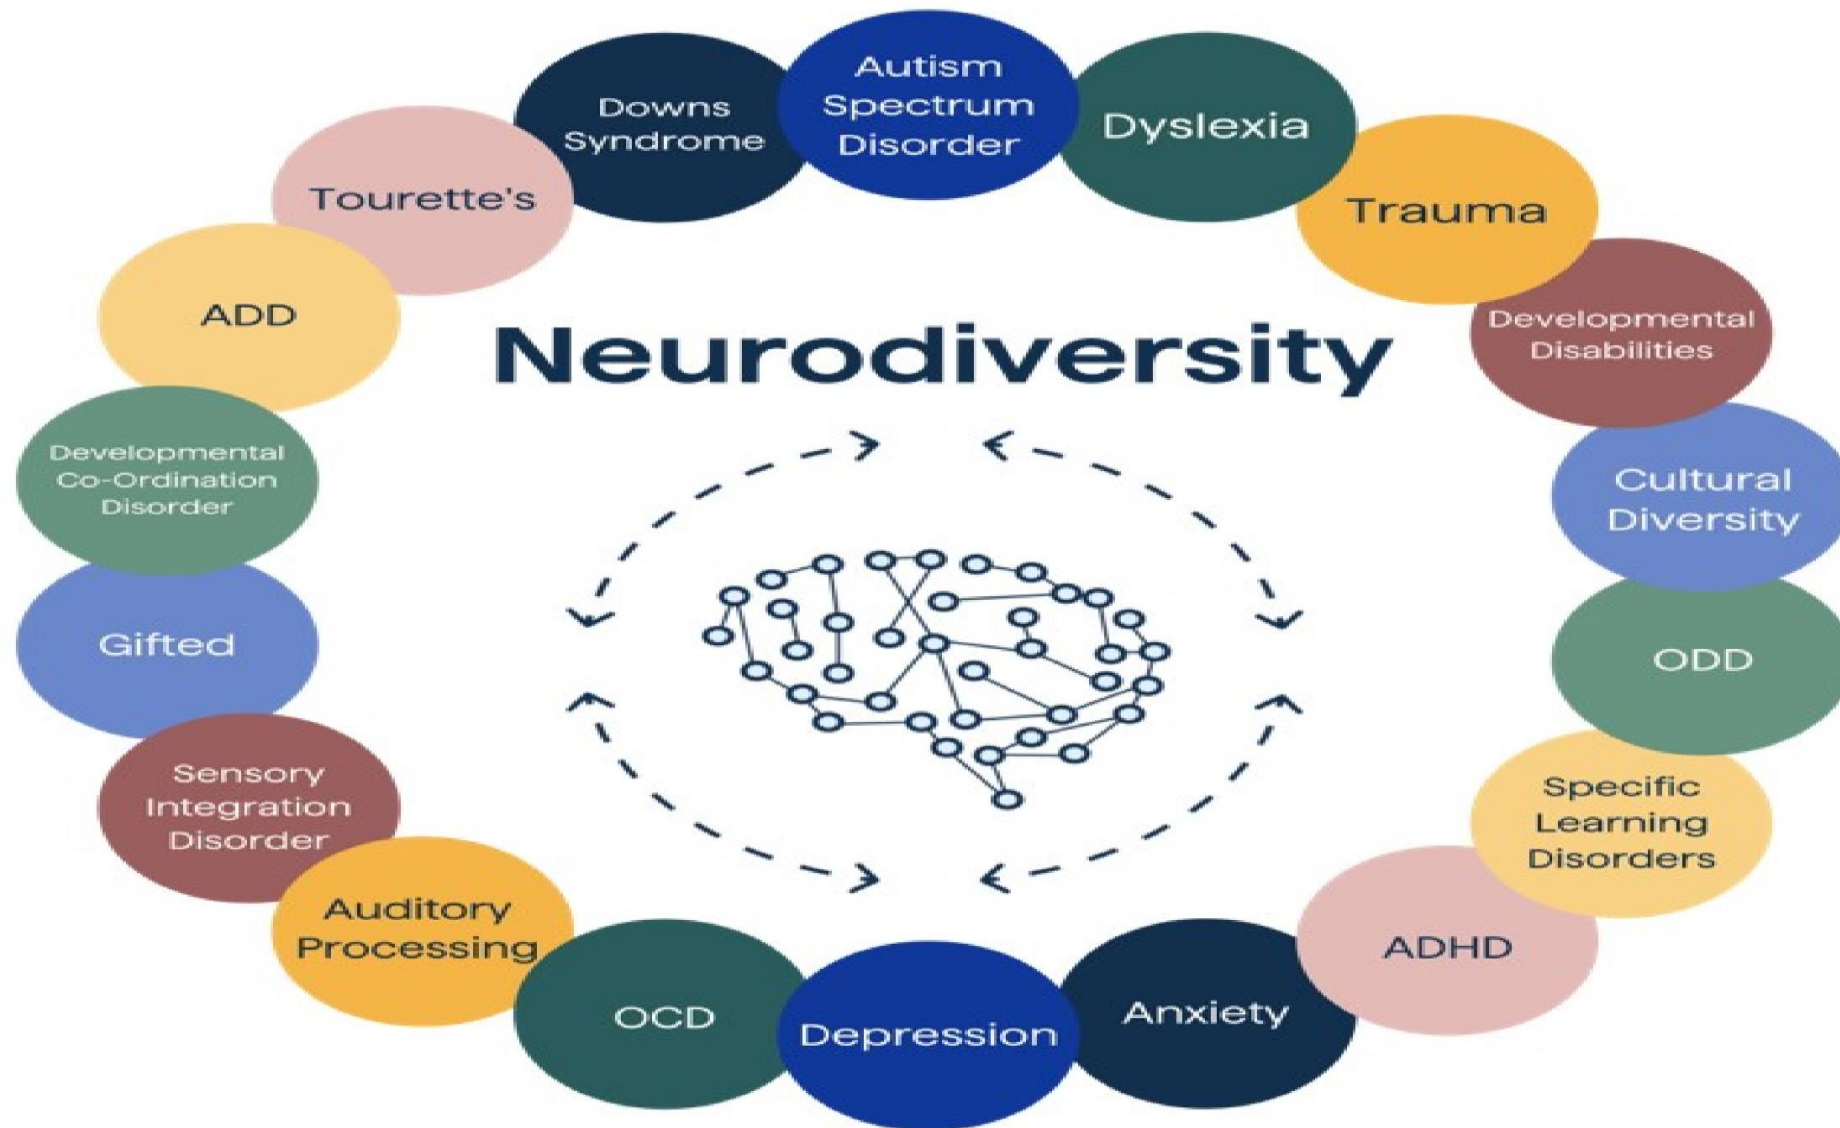 Autism
Spectrum
Disorder
Dyslexia
Trauma
Developmental
Disabilities
Cultural
Diversity
ODD
Specific
Learning
Disorders
ADHD
Anxiety
Depression
OCD
Auditory
Processing
Sensory
Integration
Disorder
Gifted
Developmental
Co-Ordination
Disorder
ADD
Tourette's
Downs
Syndrome
Neurodiversity